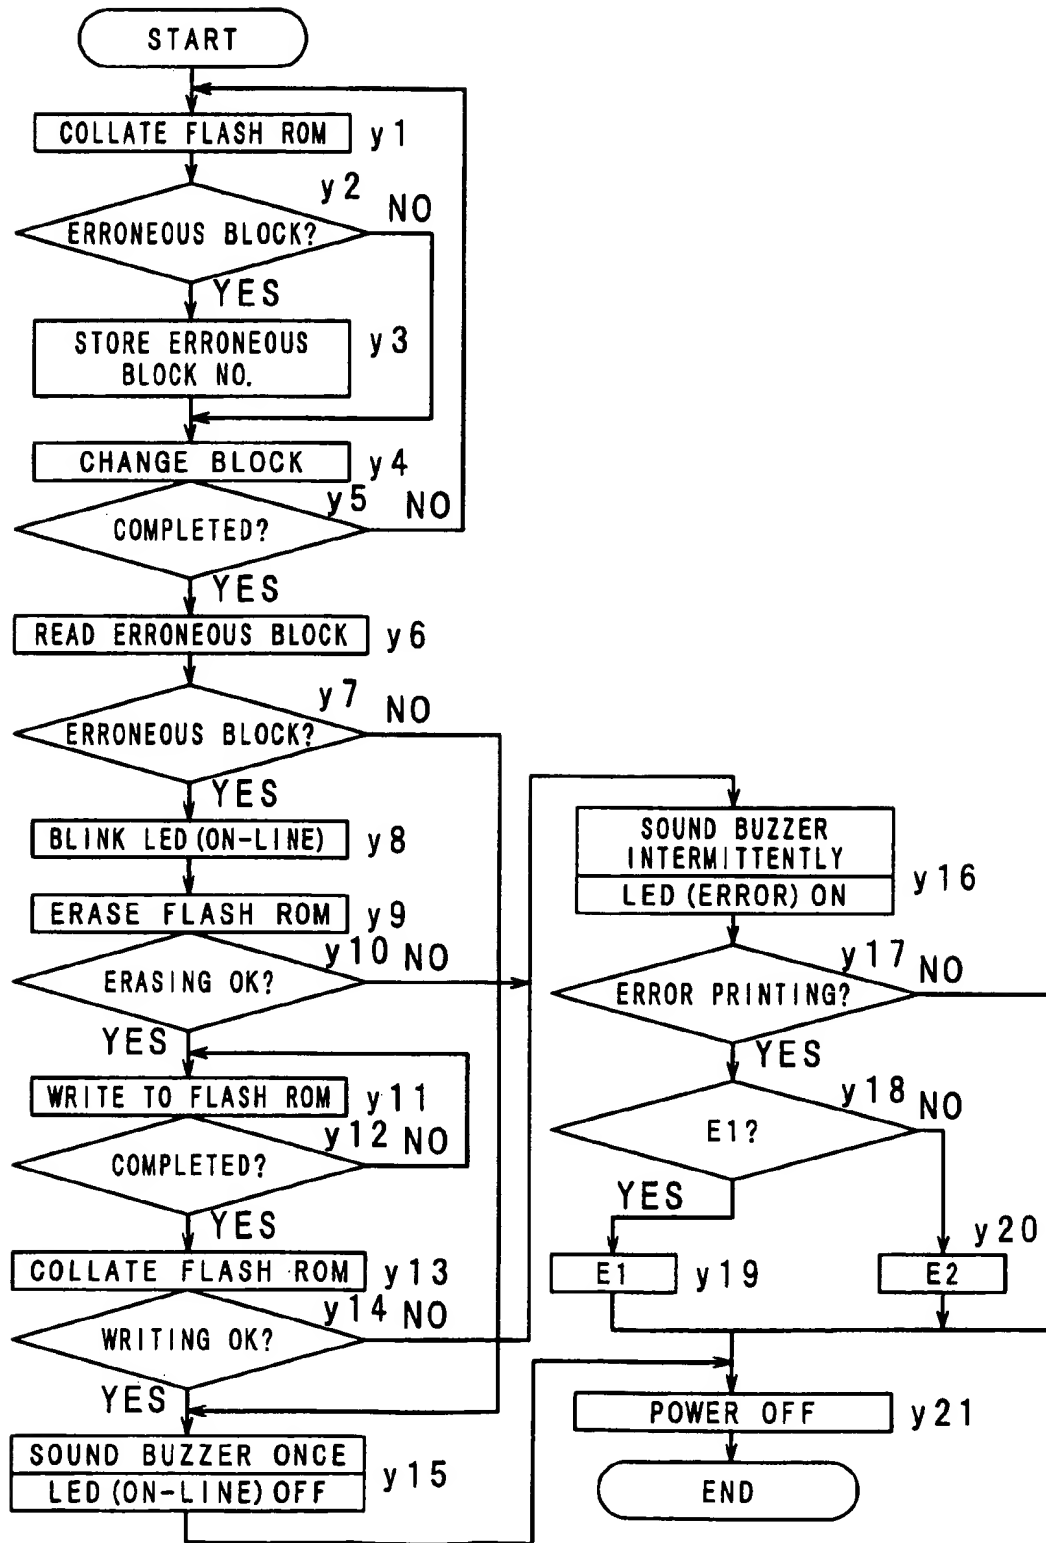 START
COLLATE FLASH ROM y1
y2 NO
ERRONEOUS BLOCK?
YES
STORE ERRONEOUS
BLOCK NO.
y3
CHANGE BLOCK y4
y5 NO
COMPLETED?
YES
READ ERRONEOUS BLOCK y6
y7 NO
ERRONEOUS BLOCK?
YES
BLINK LED (ON-LINE) y8
ERASE FLASH ROM y9
y10 NO
ERASING OK?
YES
WRITE TO FLASH ROM y11
y12 NO
COMPLETED?
YES
COLLATE FLASH ROM y13
y14 NO
WRITING OK?
YES
SOUND BUZZER ONCE
LED (ON-LINE) OFF
y15
SOUND BUZZER
INTERMITTENTLY
LED (ERROR) ON
y16
y17 NO
ERROR PRINTING?
YES
y18 NO
E1?
YES
E1 y19
y20
E2
POWER OFF y21
END